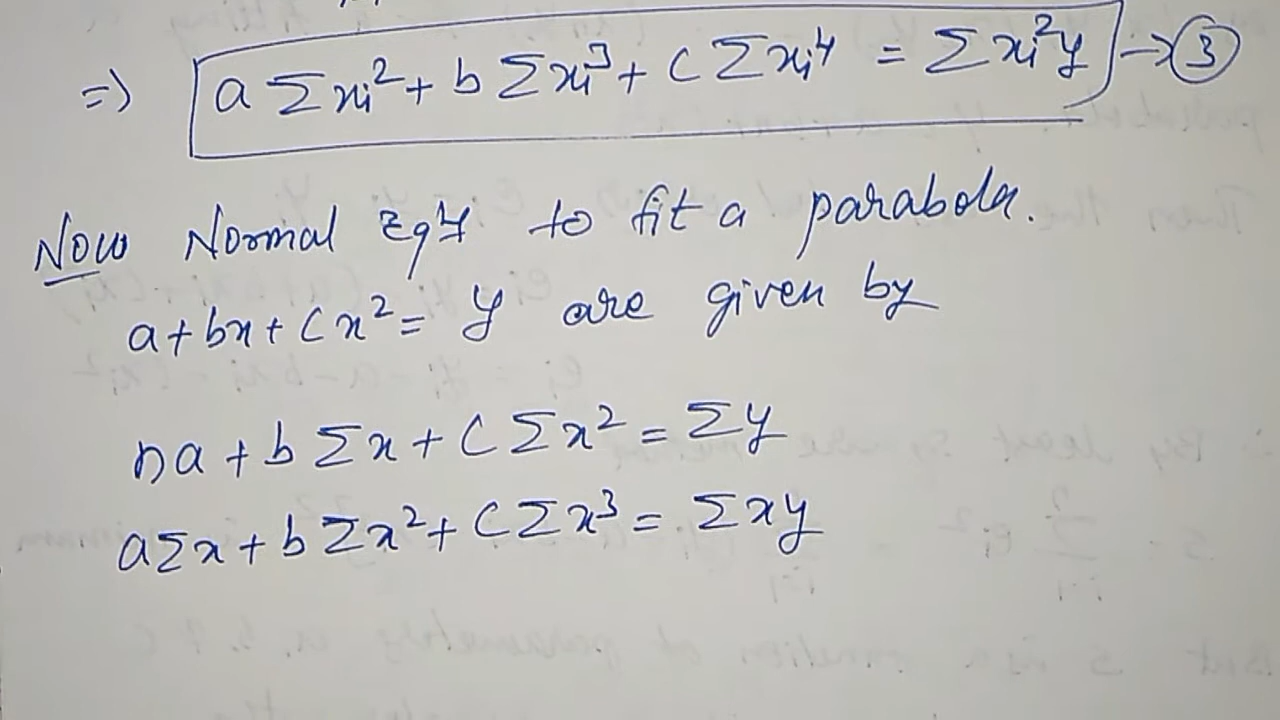 =) a Σxi² + b Σxi³ + c Σxi⁴ = Σxi²y → ③
Now Normal Eqⁿ to fit a parabola.
a + bx + cx² = y are given by
na + b Σx + c Σx² = Σy
aΣx + b Σx² + c Σx³ = Σxy